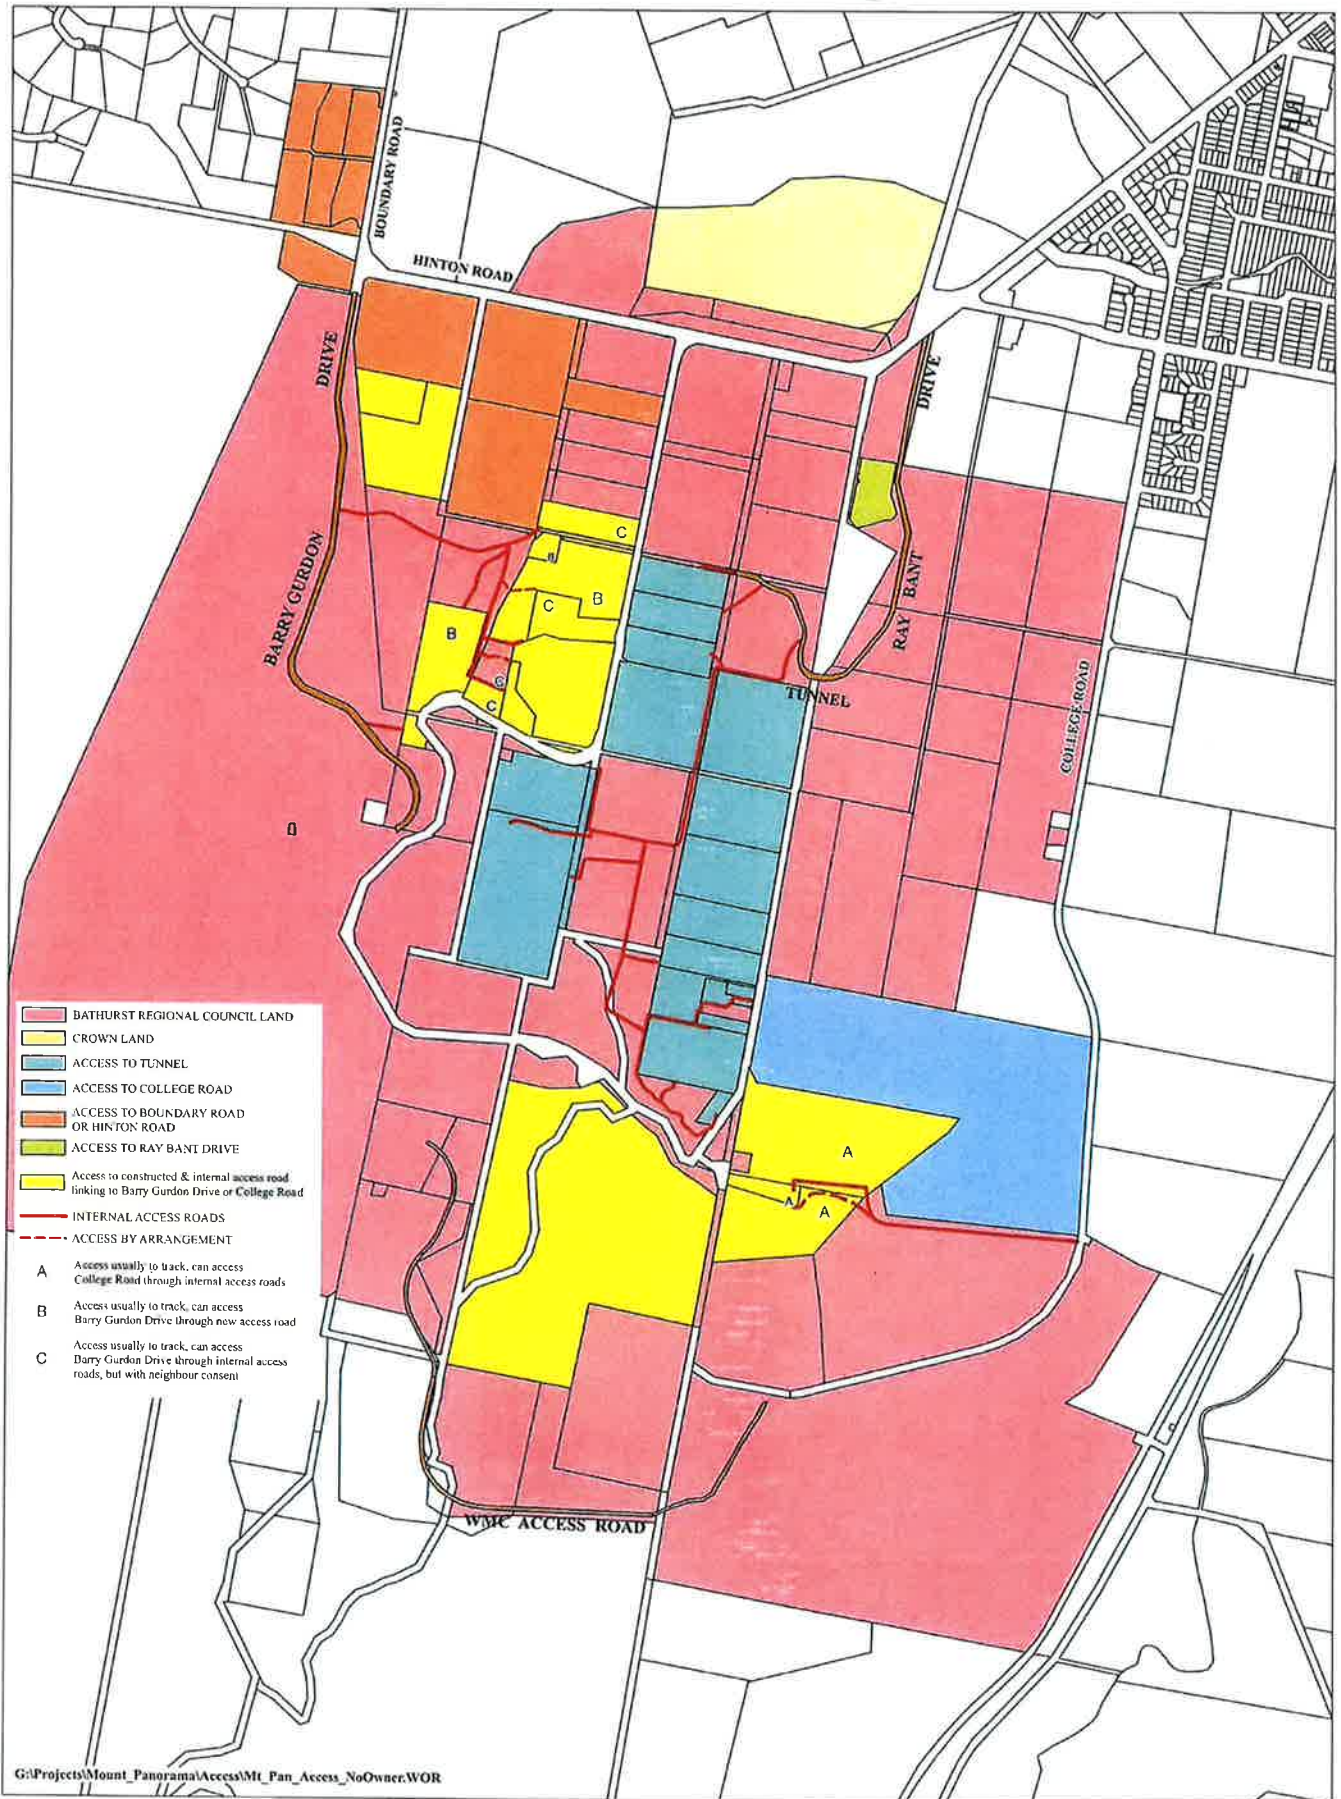 BOUNDARY ROAD
HINTON ROAD
DRIVE
DRIVE
C
B
C
B
BARRY GURDON
RAY BANT
C
C
TUNNEL
COLLEGE ROAD
BATHURST REGIONAL COUNCIL LAND
CROWN LAND
ACCESS TO TUNNEL
ACCESS TO COLLEGE ROAD
ACCESS TO BOUNDARY ROAD
OR HINTON ROAD
ACCESS TO RAY BANT DRIVE
Access to constructed & internal access road
linking to Barry Gurdon Drive or College Road
INTERNAL ACCESS ROADS
ACCESS BY ARRANGEMENT
A Access usually to track, can access
College Road through internal access roads
B Access usually to track, can access
Barry Gurdon Drive through new access road
C Access usually to track, can access
Barry Gurdon Drive through internal access
roads, but with neighbour consent
A
A
A
WMC ACCESS ROAD
G:\Projects\Mount_Panorama\Access\Mt_Pan_Access_NoOwner.WOR